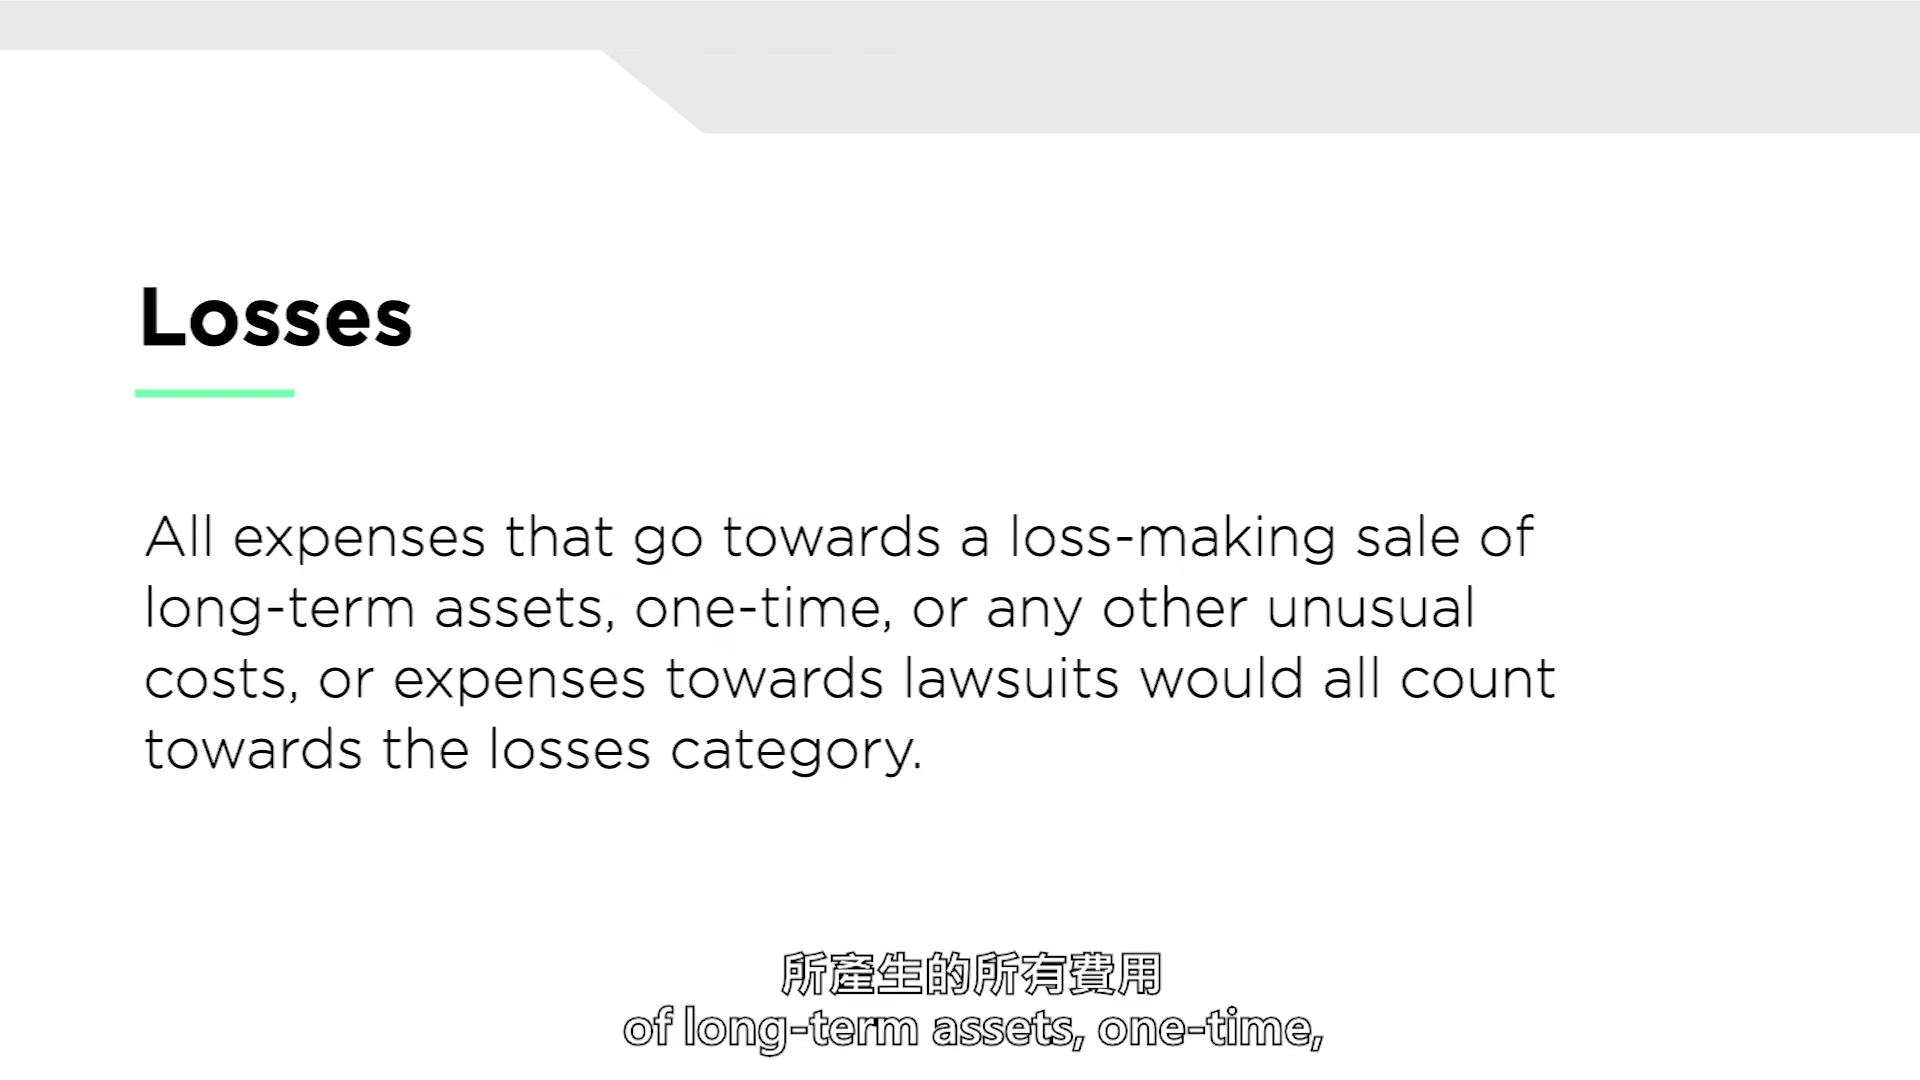 Losses
All expenses that go towards a loss-making sale of
long-term assets, one-time, or any other unusual
costs, or expenses towards lawsuits would all count
towards the losses category.
所產生的所有費用
of long-term assets, one-time,